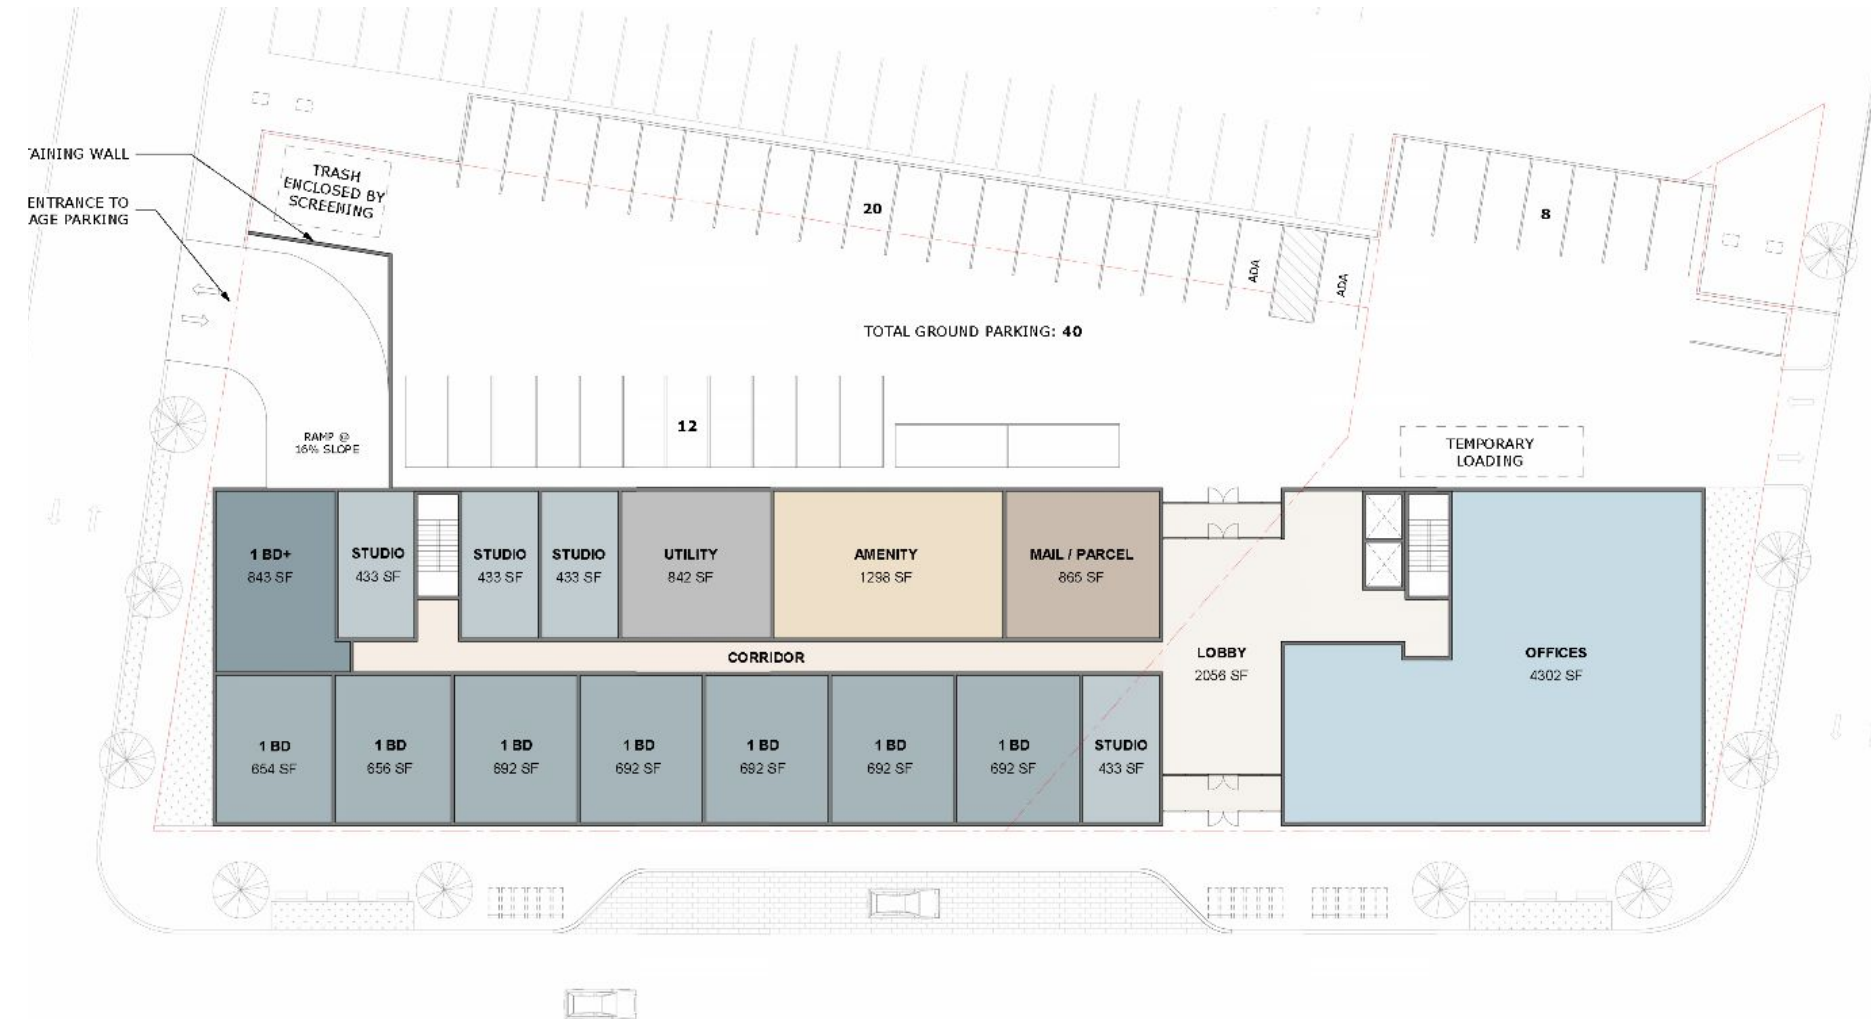 TAINING WALL
ENTRANCE TO
AGE PARKING
TRASH
ENCLOSED BY
SCREENING
20
8
ADA
ADA
TOTAL GROUND PARKING: 40
12
RAMP @
16% SLOPE
TEMPORARY
LOADING
1 BD+
843 SF
STUDIO
433 SF
STUDIO
433 SF
STUDIO
433 SF
UTILITY
842 SF
AMENITY
1298 SF
MAIL / PARCEL
865 SF
CORRIDOR
LOBBY
2056 SF
OFFICES
4302 SF
1 BD
654 SF
1 BD
656 SF
1 BD
692 SF
1 BD
692 SF
1 BD
692 SF
1 BD
692 SF
1 BD
692 SF
STUDIO
433 SF